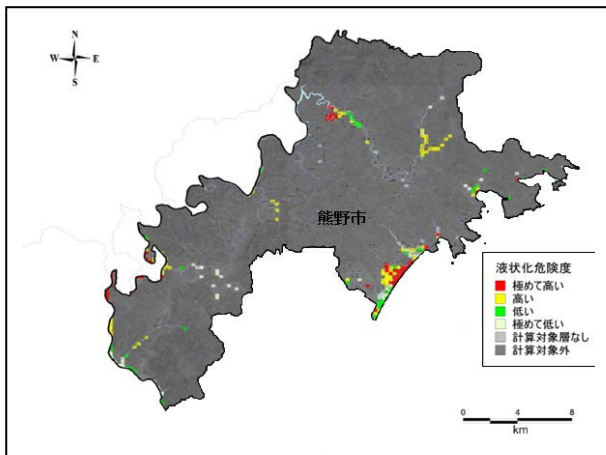 N
W E
S
熊野市
液状化危険度
極めて高い
高い
低い
極めて低い
計算対象層なし
計算対象外
0 4 8
km